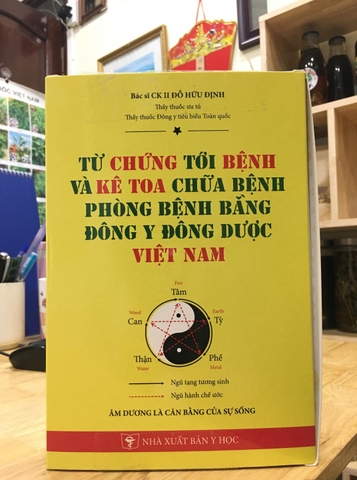 ỐC VIỆT NAM
Bác sĩ CK II ĐỖ HỮU ĐỊNH
Thầy thuốc ưu tú
Thầy thuốc Đông y tiêu biểu Toàn quốc
TỪ CHỨNG TỚI BỆNH
VÀ KÊ TOA CHỮA BỆNH
PHÒNG BỆNH BẰNG
ĐÔNG Y ĐÔNG DƯỢC
VIỆT NAM
Fire
Tâm
Wood Earth
Can Tỳ
Thận Phế
Water Metal
Ngũ tạng tương sinh
Ngũ hành chế ước
ÂM DƯƠNG LÀ CÂN BẰNG CỦA SỰ SỐNG
NHÀ XUẤT BẢN Y HỌC